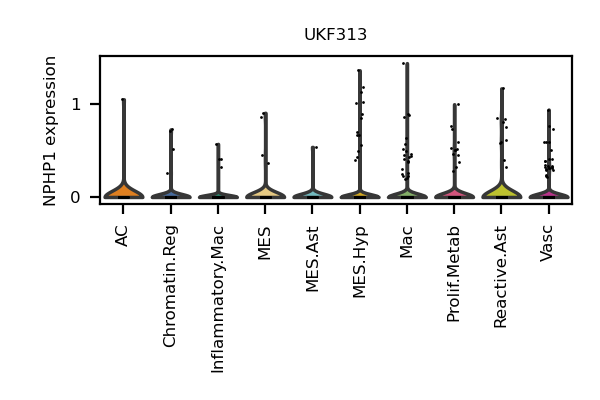 UKF313
NPHP1 expression
1
0
AC
Chromatin.Reg
Inflammatory.Mac
MES
MES.Ast
MES.Hyp
Mac
Prolif.Metab
Reactive.Ast
Vasc